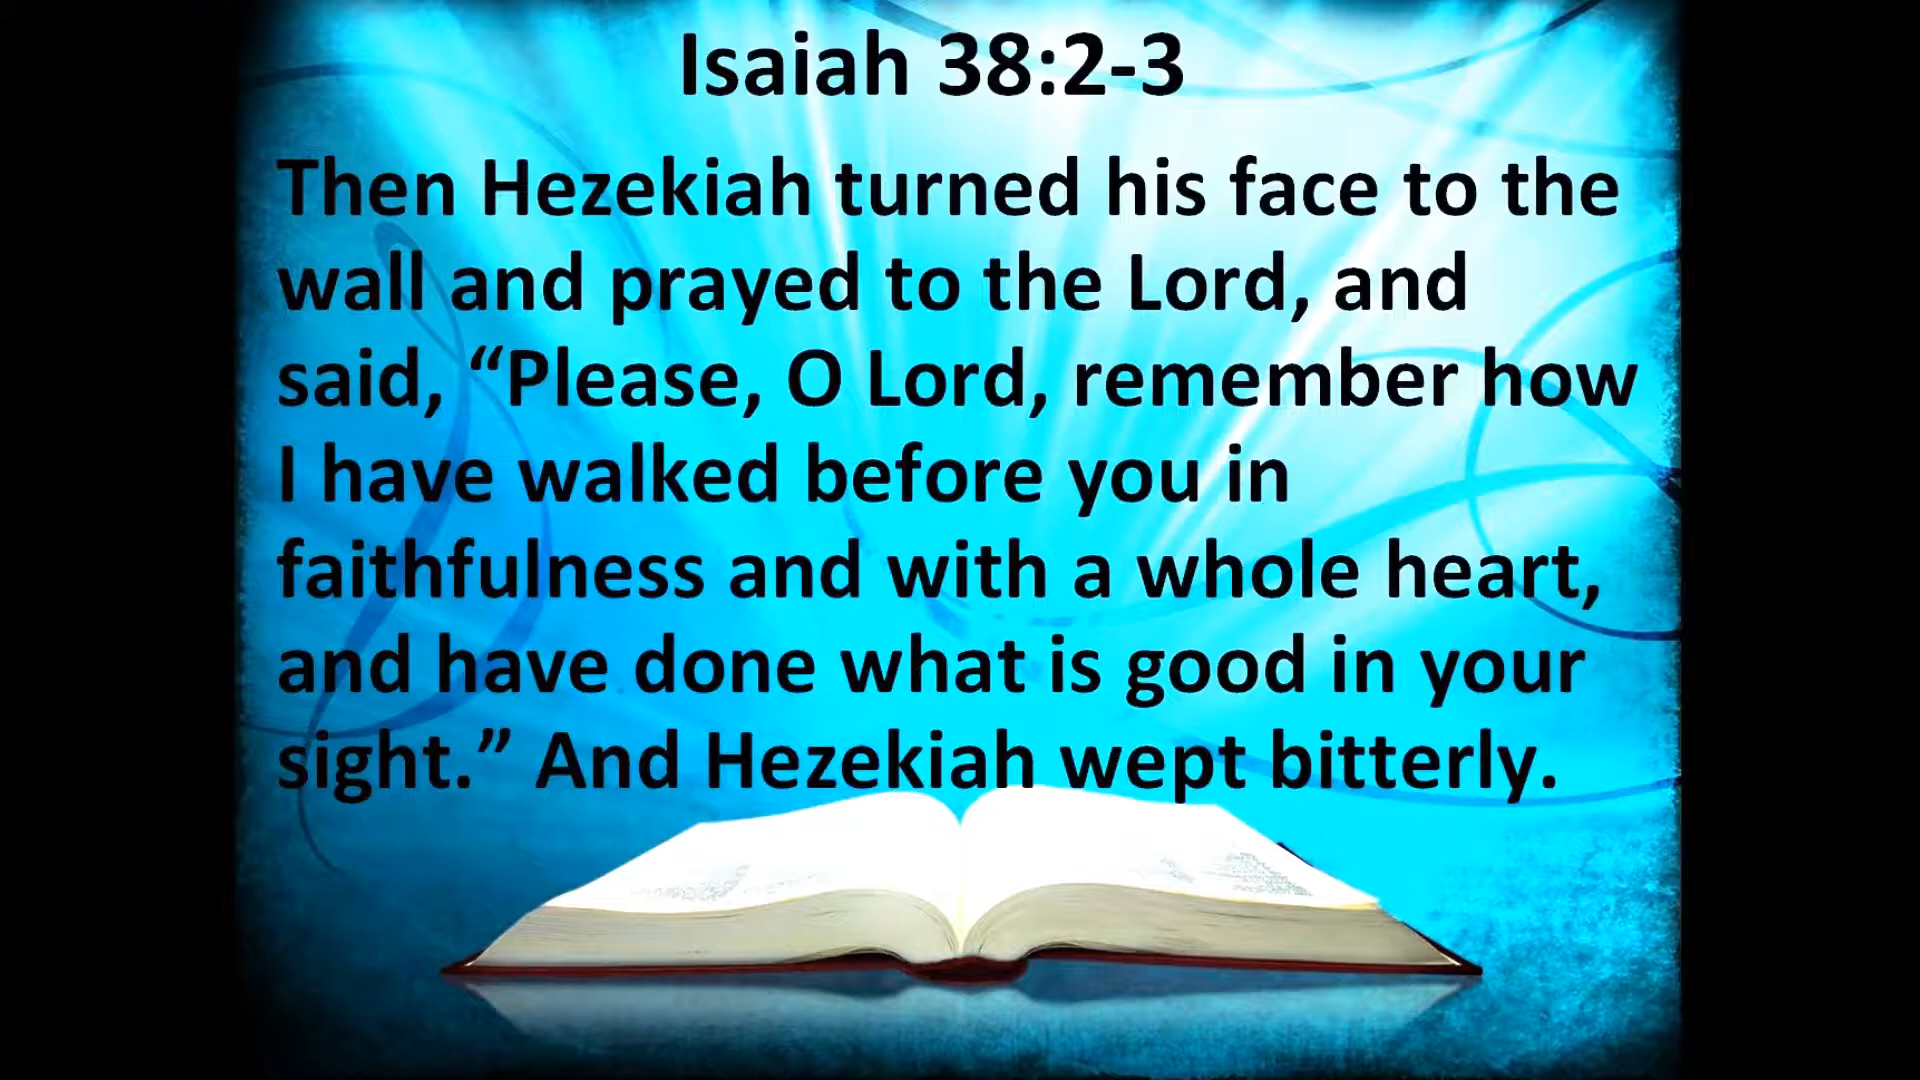 Isaiah 38:2-3
Then Hezekiah turned his face to the
wall and prayed to the Lord, and
said, “Please, O Lord, remember how
I have walked before you in
faithfulness and with a whole heart,
and have done what is good in your
sight.” And Hezekiah wept bitterly.